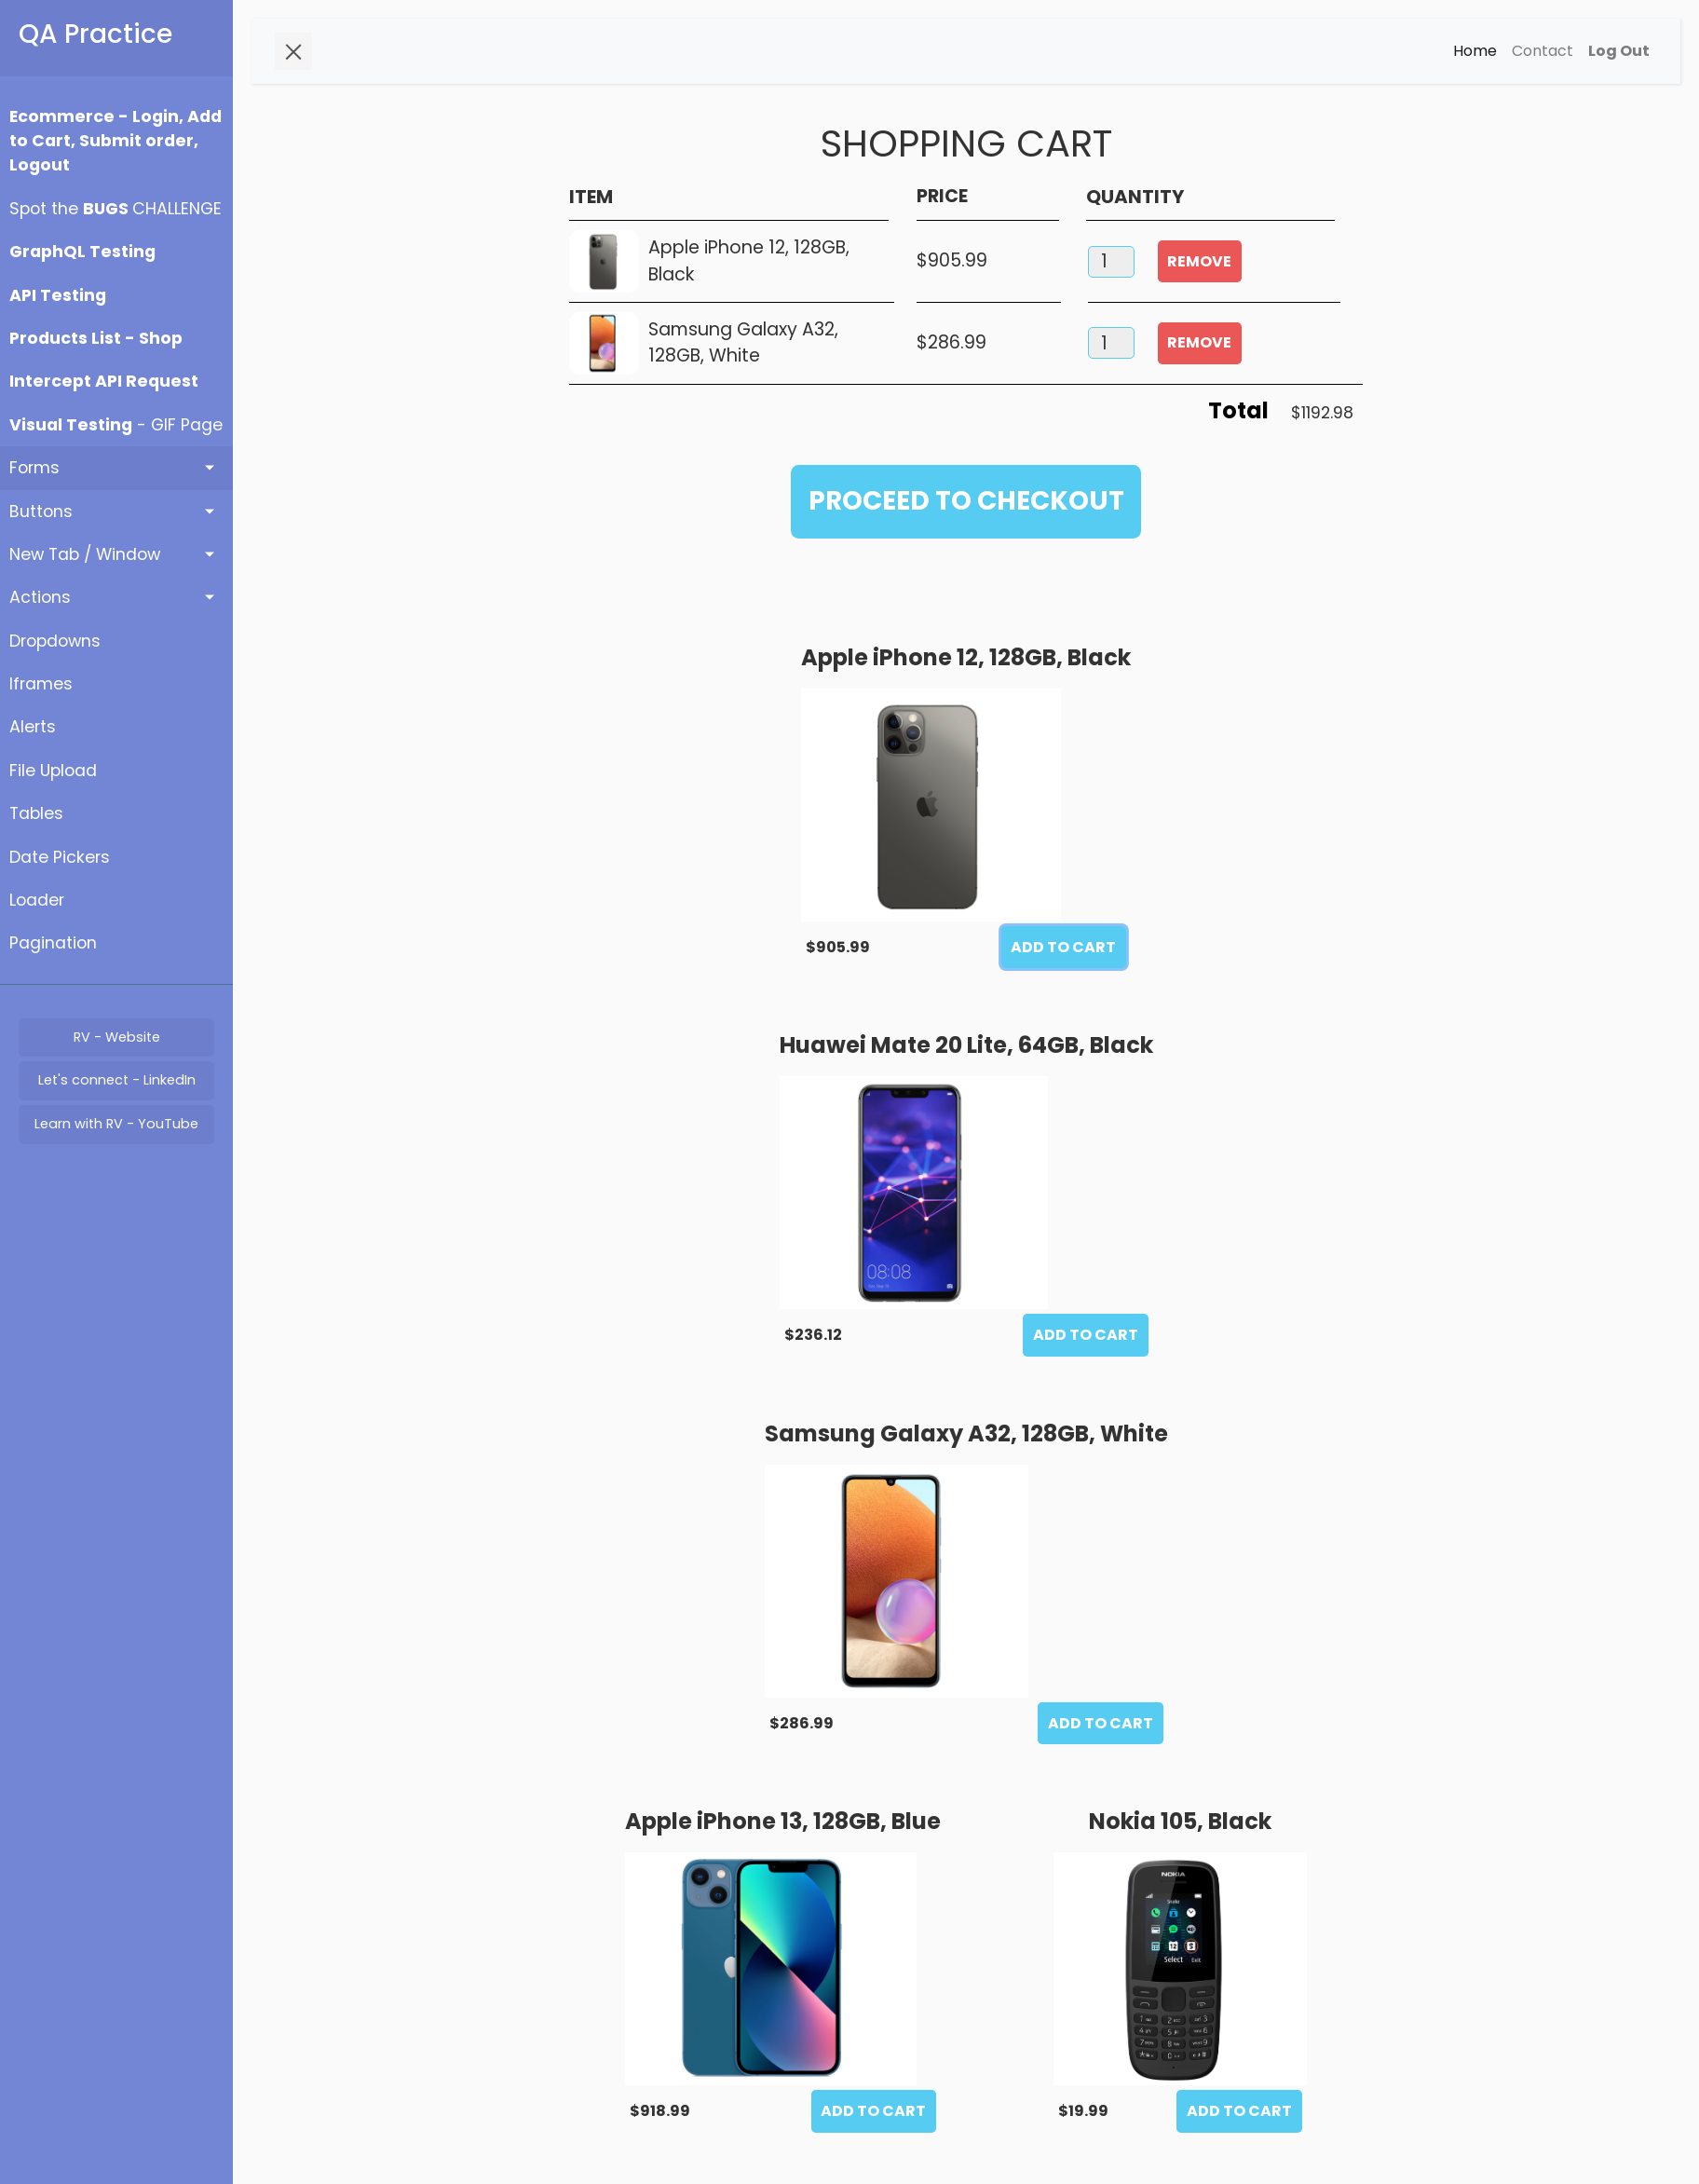 QA Practice
Home Contact Log Out
Ecommerce - Login, Add
to Cart, Submit order,
Logout
Spot the BUGS CHALLENGE
GraphQL Testing
API Testing
Products List - Shop
Intercept API Request
Visual Testing - GIF Page
Forms
Buttons
New Tab / Window
Actions
Dropdowns
Iframes
Alerts
File Upload
Tables
Date Pickers
Loader
Pagination
RV - Website
Let's connect - LinkedIn
Learn with RV - YouTube
SHOPPING CART
ITEM PRICE QUANTITY
Apple iPhone 12, 128GB,
Black
$905.99 1 REMOVE
Samsung Galaxy A32,
128GB, White
$286.99 1 REMOVE
Total $1192.98
PROCEED TO CHECKOUT
Apple iPhone 12, 128GB, Black
$905.99 ADD TO CART
Huawei Mate 20 Lite, 64GB, Black
08:08
$236.12 ADD TO CART
Samsung Galaxy A32, 128GB, White
$286.99 ADD TO CART
Apple iPhone 13, 128GB, Blue
$918.99 ADD TO CART
Nokia 105, Black
NOKIA
Snake
Select Exit
$19.99 ADD TO CART